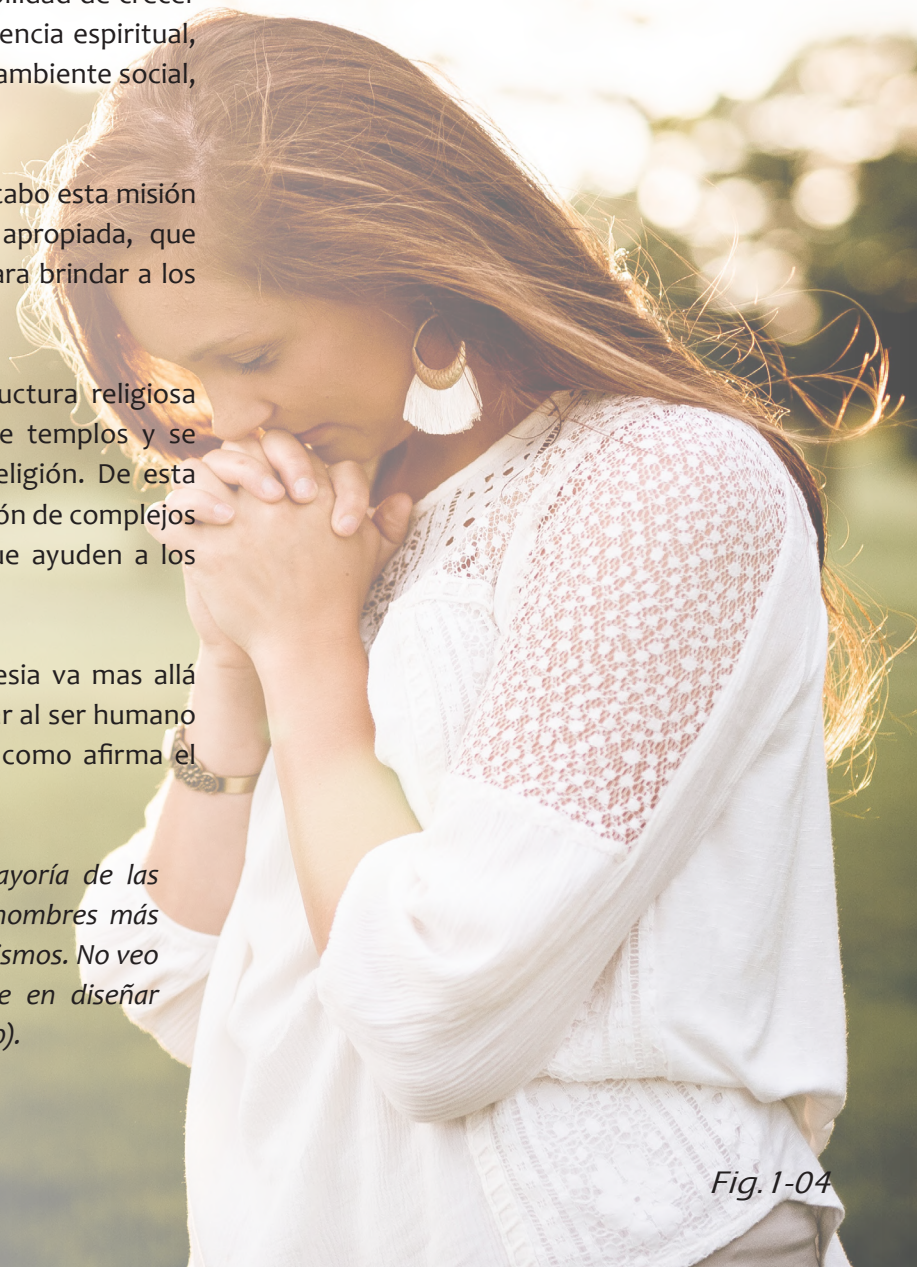 ilidad de crecer
encia espiritual,
ambiente social,
cabo esta misión
apropiada, que
ara brindar a los
uctura religiosa
e templos y se
eligión. De esta
ón de complejos
ue ayuden a los
esia va mas allá
r al ser humano
como afirma el
ayoría de las
hombres más
ismos. No veo
e en diseñar
o).
Fig.1-04